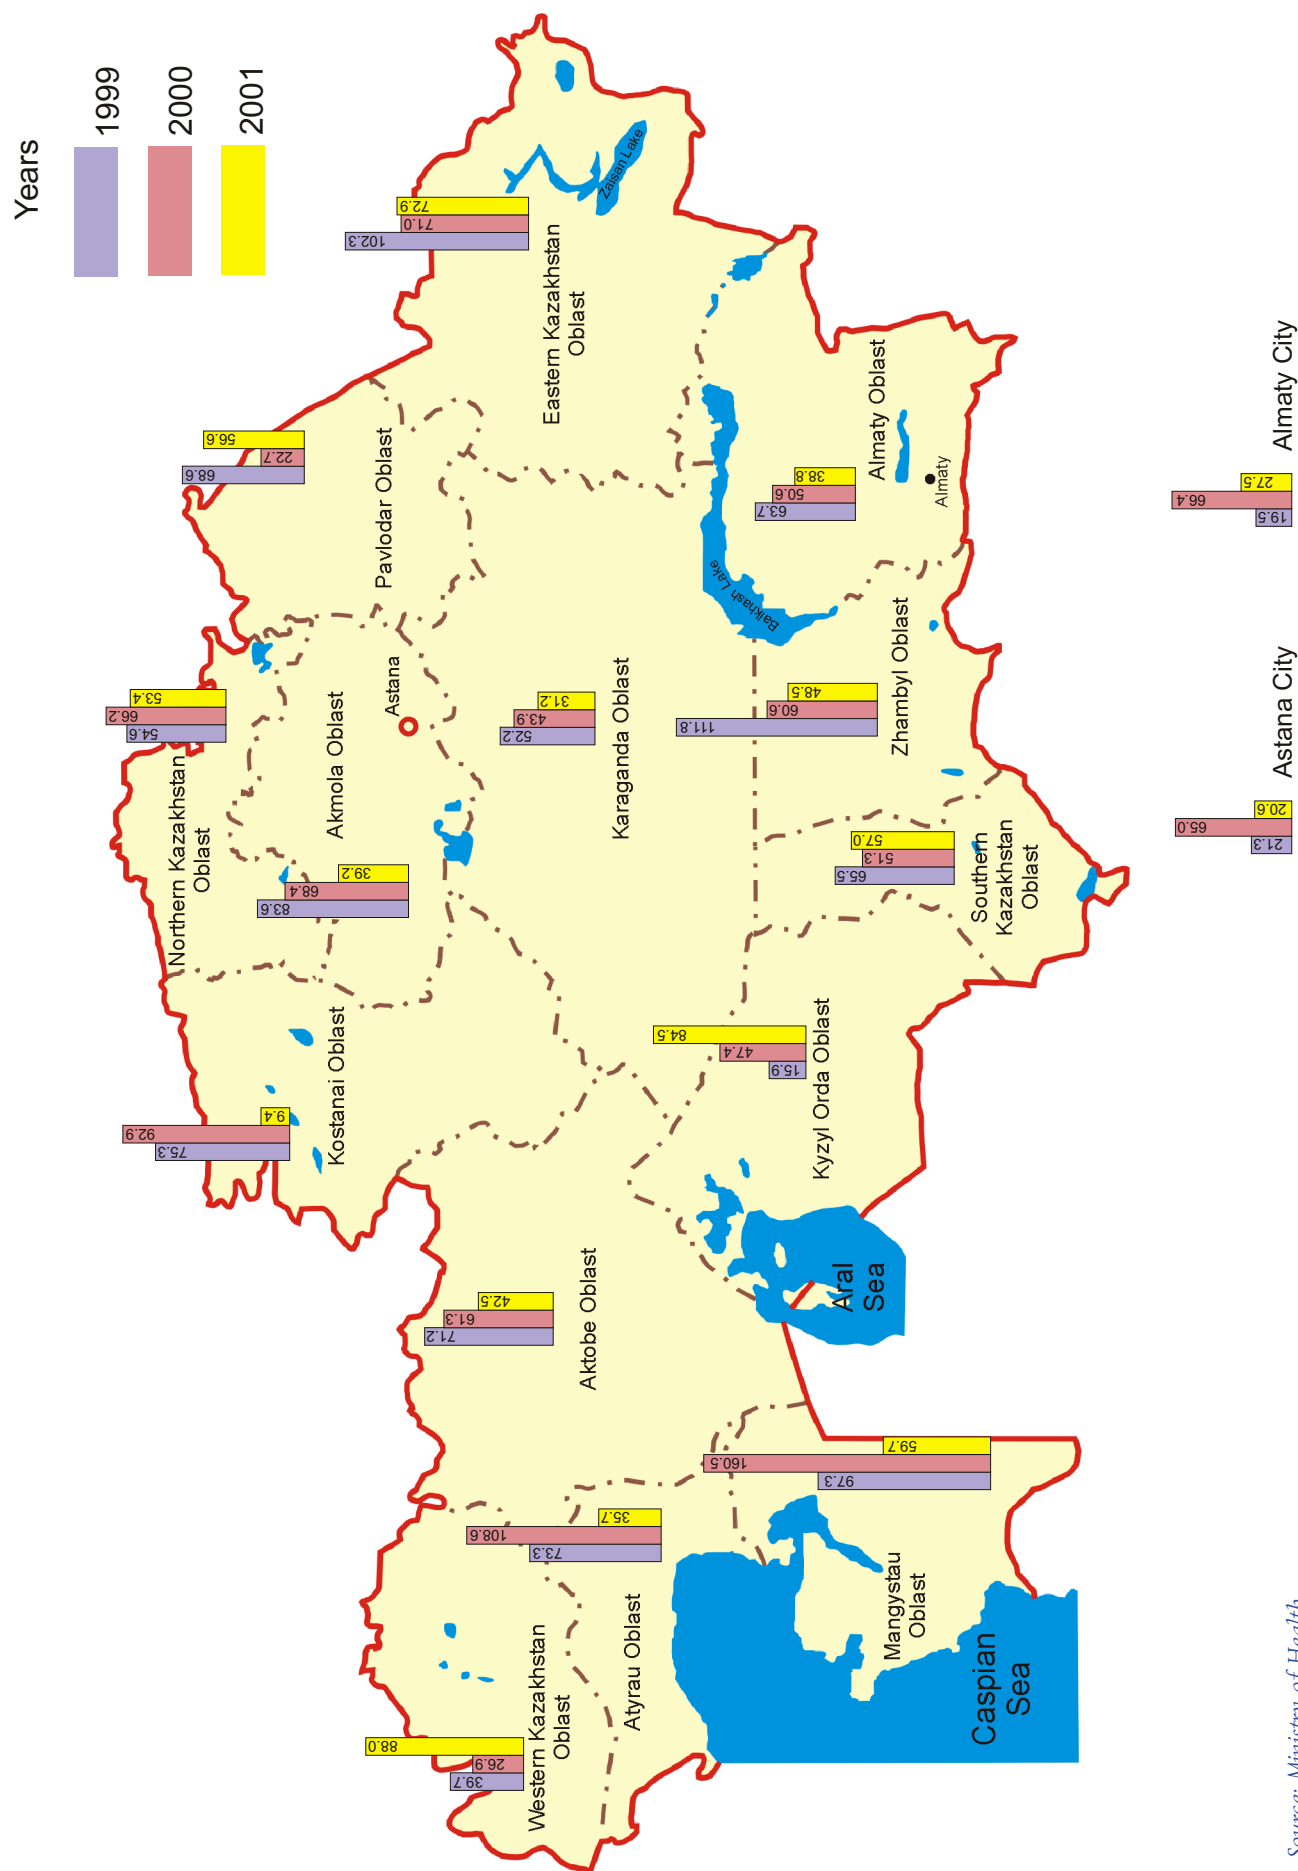 Years
1999
2000
2001
Western Kazakhstan
Oblast
39.7
26.9
88.0
Atyrau Oblast
73.3
108.6
35.7
Mangystau
Oblast
97.3
160.5
59.7
Caspian
Sea
Aktobe Oblast
71.2
61.3
42.5
Aral
Sea
Kostanai Oblast
75.3
92.9
9.4
Kyzyl Orda Oblast
15.9
47.4
84.5
Northern Kazakhstan
Oblast
54.6
66.2
53.4
Akmola Oblast
83.6
68.4
39.2
Astana
Karaganda Oblast
52.2
43.9
31.2
Southern
Kazakhstan
Oblast
65.5
51.3
57.0
Zhambyl Oblast
111.8
60.6
48.5
Pavlodar Oblast
68.6
22.7
56.6
Eastern Kazakhstan
Oblast
102.3
71.0
72.9
Zaisan Lake
Balkhash Lake
Almaty Oblast
63.7
50.6
38.8
Almaty
21.3
65.0
20.6
Astana City
19.5
66.4
27.5
Almaty City
Source: Ministry of Health